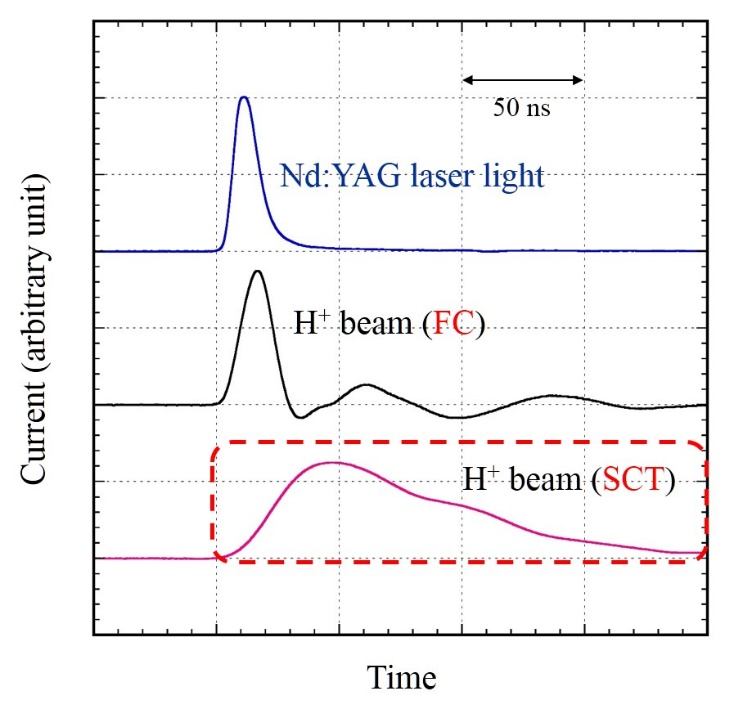 50 ns
Nd:YAG laser light
H⁺ beam (FC)
H⁺ beam (SCT)
Current (arbitrary unit)
Time